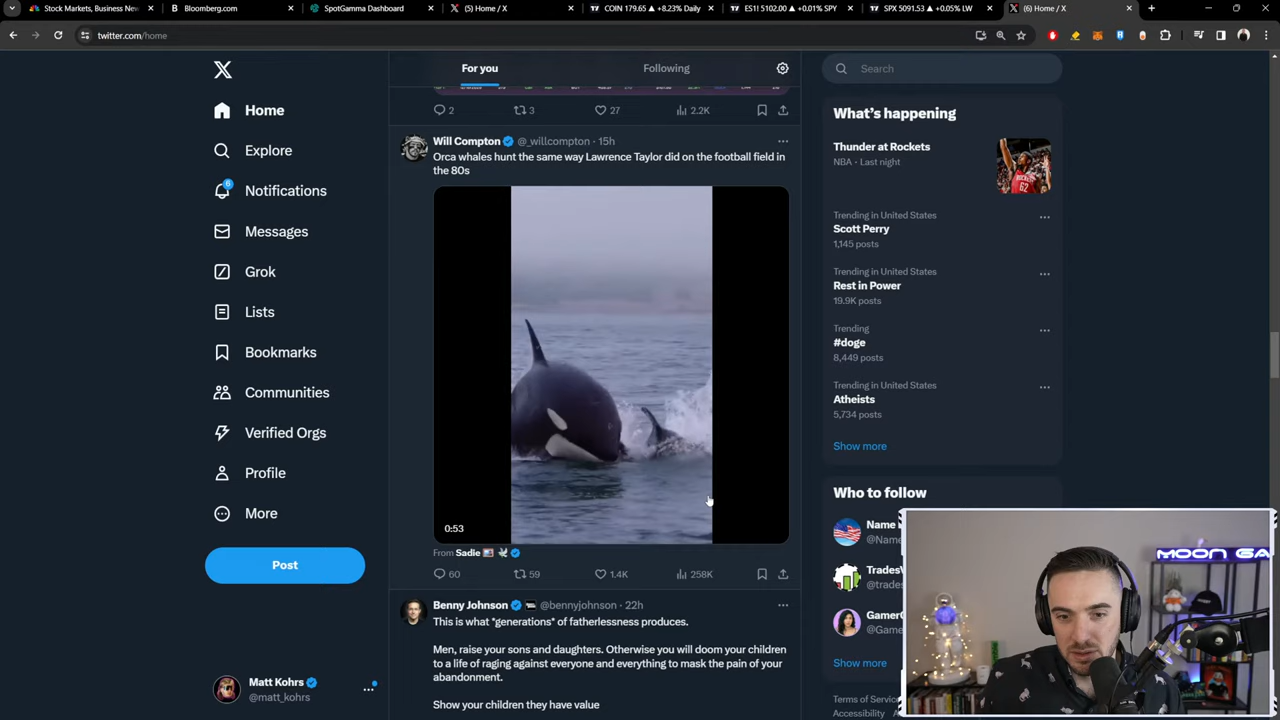 Stock Markets, Business New
Bloomberg.com
SpotGamma Dashboard
Home / X
COIN 179.65 ▲ +8.23% Daily
ES1! 5102.00 ▲ +0.01% SPY
SPX 5091.53 ▲ +0.05% LW
(6) Home / X
twitter.com/home
For you
Following
Search
2
3
27
2.2K
Home
Explore
Notifications
6
Messages
Grok
Lists
Bookmarks
Communities
Verified Orgs
Profile
More
Post
Matt Kohrs
@matt_kohrs
Will Compton @_willcompton · 15h
Orca whales hunt the same way Lawrence Taylor did on the football field in
the 80s
0:53
From Sadie
60
59
1.4K
258K
Benny Johnson @bennyjohnson · 22h
This is what *generations* of fatherlessness produces.
Men, raise your sons and daughters. Otherwise you will doom your children
to a life of raging against everyone and everything to mask the pain of your
abandonment.
Show your children they have value
What's happening
Thunder at Rockets
NBA · Last night
Trending in United States
Scott Perry
1,145 posts
Trending in United States
Rest in Power
19.9K posts
Trending
#doge
8,449 posts
Trending in United States
Atheists
5,734 posts
Show more
Who to follow
Name
@Name
Trades
@trades
Gamer
@Game
Show more
Terms of Service
Accessibility
MOON GA